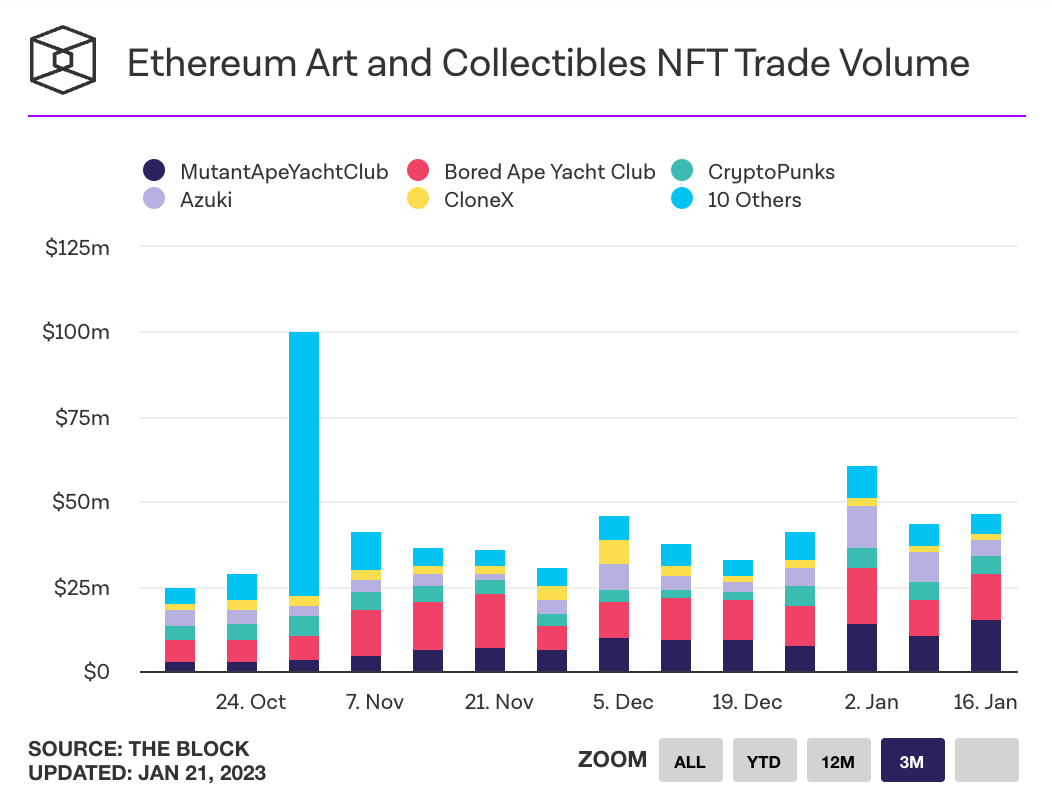 Ethereum Art and Collectibles NFT Trade Volume
MutantApeYachtClub Bored Ape Yacht Club CryptoPunks
Azuki CloneX 10 Others
$125m
$100m
$75m
$50m
$25m
$0
24. Oct 7. Nov 21. Nov 5. Dec 19. Dec 2. Jan 16. Jan
SOURCE: THE BLOCK
UPDATED: JAN 21, 2023
ZOOM ALL YTD 12M 3M